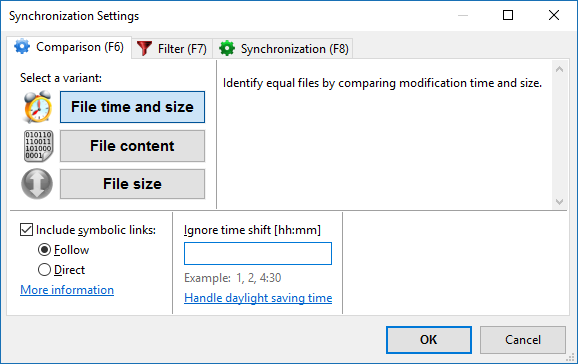 Synchronization Settings
Comparison (F6)
Filter (F7)
Synchronization (F8)
Select a variant:
Identify equal files by comparing modification time and size.
File time and size
010110
110011
101000
0001
File content
File size
Include symbolic links:
Follow
Direct
More information
Ignore time shift [hh:mm]
Example: 1, 2, 4:30
Handle daylight saving time
OK
Cancel